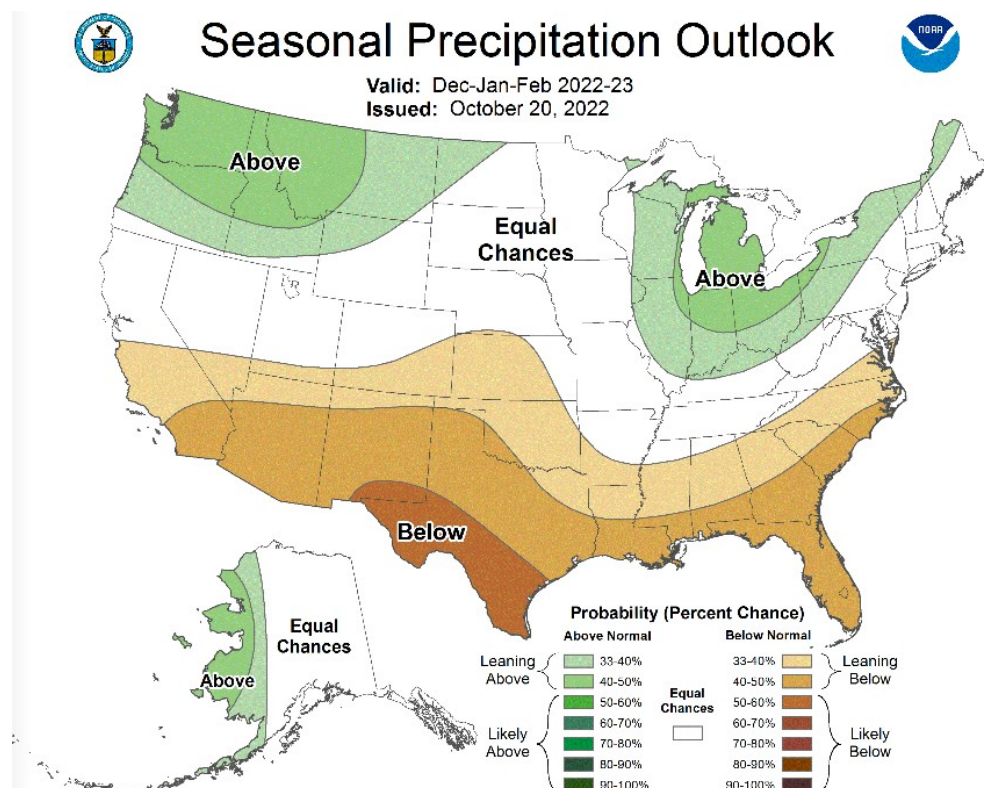 NOAA
Seasonal Precipitation Outlook
Valid: Dec-Jan-Feb 2022-23
Issued: October 20, 2022
Above
Equal
Chances
Above
Below
Equal
Chances
Above
Probability (Percent Chance)
Above Normal
Below Normal
Leaning
Above
33-40%
40-50%
Likely
Above
50-60%
60-70%
70-80%
80-90%
90-100%
Equal
Chances
33-40%
40-50%
Leaning
Below
50-60%
60-70%
70-80%
80-90%
90-100%
Likely
Below